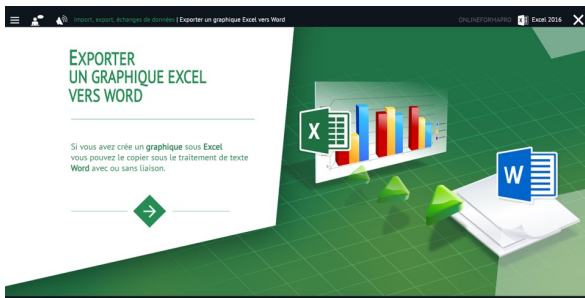 Import, export, échanges de données | Exporter un graphique Excel vers Word
ONLINEFORMAPRO Excel 2016
EXPORTER
UN GRAPHIQUE EXCEL
VERS WORD
Si vous avez crée un graphique sous Excel
vous pouvez le copier sous le traitement de texte
Word avec ou sans liaison.
X
W